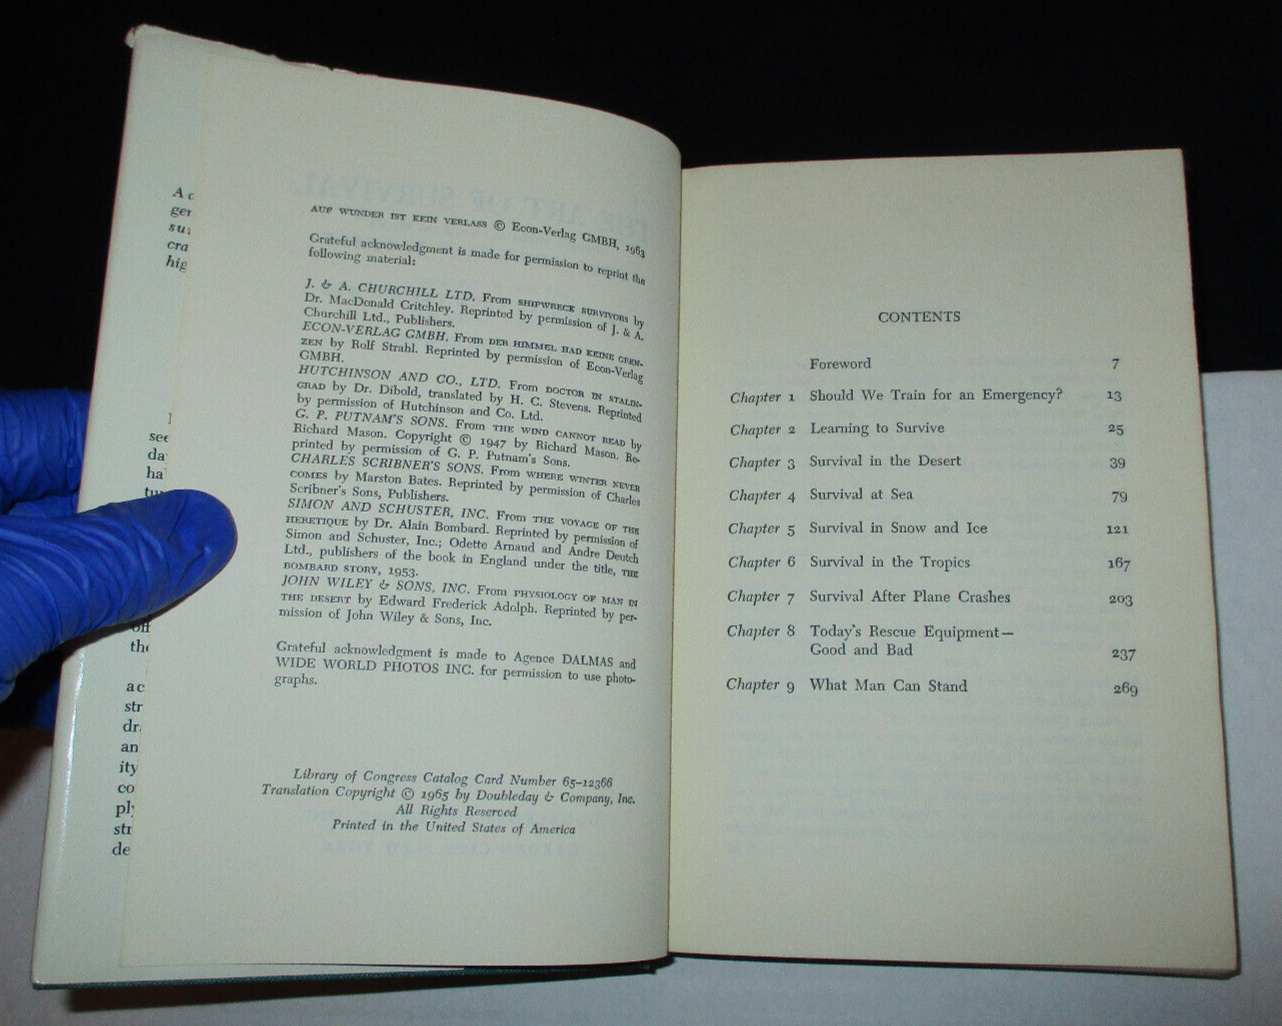 AUF WUNDER IST KEIN VERLASS © Econ-Verlag GMBH, 1963
Grateful acknowledgment is made for permission to reprint the
following material:
J. & A. CHURCHILL LTD. From SHIPWRECK SURVIVORS by
Dr. MacDonald Critchley. Reprinted by permission of J. & A.
Churchill Ltd., Publishers.
ECON-VERLAG GMBH. From DER HIMMEL HAD KEINE GREN-
ZEN by Rolf Strahl. Reprinted by permission of Econ-Verlag
GMBH.
HUTCHINSON AND CO., LTD. From DOCTOR IN STALIN-
GRAD by Dr. Dibold, translated by H. C. Stevens. Reprinted
by permission of Hutchinson and Co. Ltd.
G. P. PUTNAM'S SONS. From THE WIND CANNOT READ by
Richard Mason. Copyright © 1947 by Richard Mason. Re-
printed by permission of G. P. Putnam's Sons.
CHARLES SCRIBNER'S SONS. From WHERE WINTER NEVER
COMES by Marston Bates. Reprinted by permission of Charles
Scribner's Sons, Publishers.
SIMON AND SCHUSTER, INC. From THE VOYAGE OF THE
HERETIQUE by Dr. Alain Bombard. Reprinted by permission of
Simon and Schuster, Inc.; Odette Arnaud and Andre Deutch
Ltd., publishers of the book in England under the title, THE
BOMBARD STORY, 1953.
JOHN WILEY & SONS, INC. From PHYSIOLOGY OF MAN IN
THE DESERT by Edward Frederick Adolph. Reprinted by per-
mission of John Wiley & Sons, Inc.
Grateful acknowledgment is made to Agence DALMAS and
WIDE WORLD PHOTOS INC. for permission to use photo-
graphs.
Library of Congress Catalog Card Number 65-12366
Translation Copyright © 1965 by Doubleday & Company, Inc.
All Rights Reserved
Printed in the United States of America
CONTENTS
Foreword 7
Chapter 1 Should We Train for an Emergency? 13
Chapter 2 Learning to Survive 25
Chapter 3 Survival in the Desert 39
Chapter 4 Survival at Sea 79
Chapter 5 Survival in Snow and Ice 121
Chapter 6 Survival in the Tropics 167
Chapter 7 Survival After Plane Crashes 203
Chapter 8 Today's Rescue Equipment—
Good and Bad 237
Chapter 9 What Man Can Stand 269